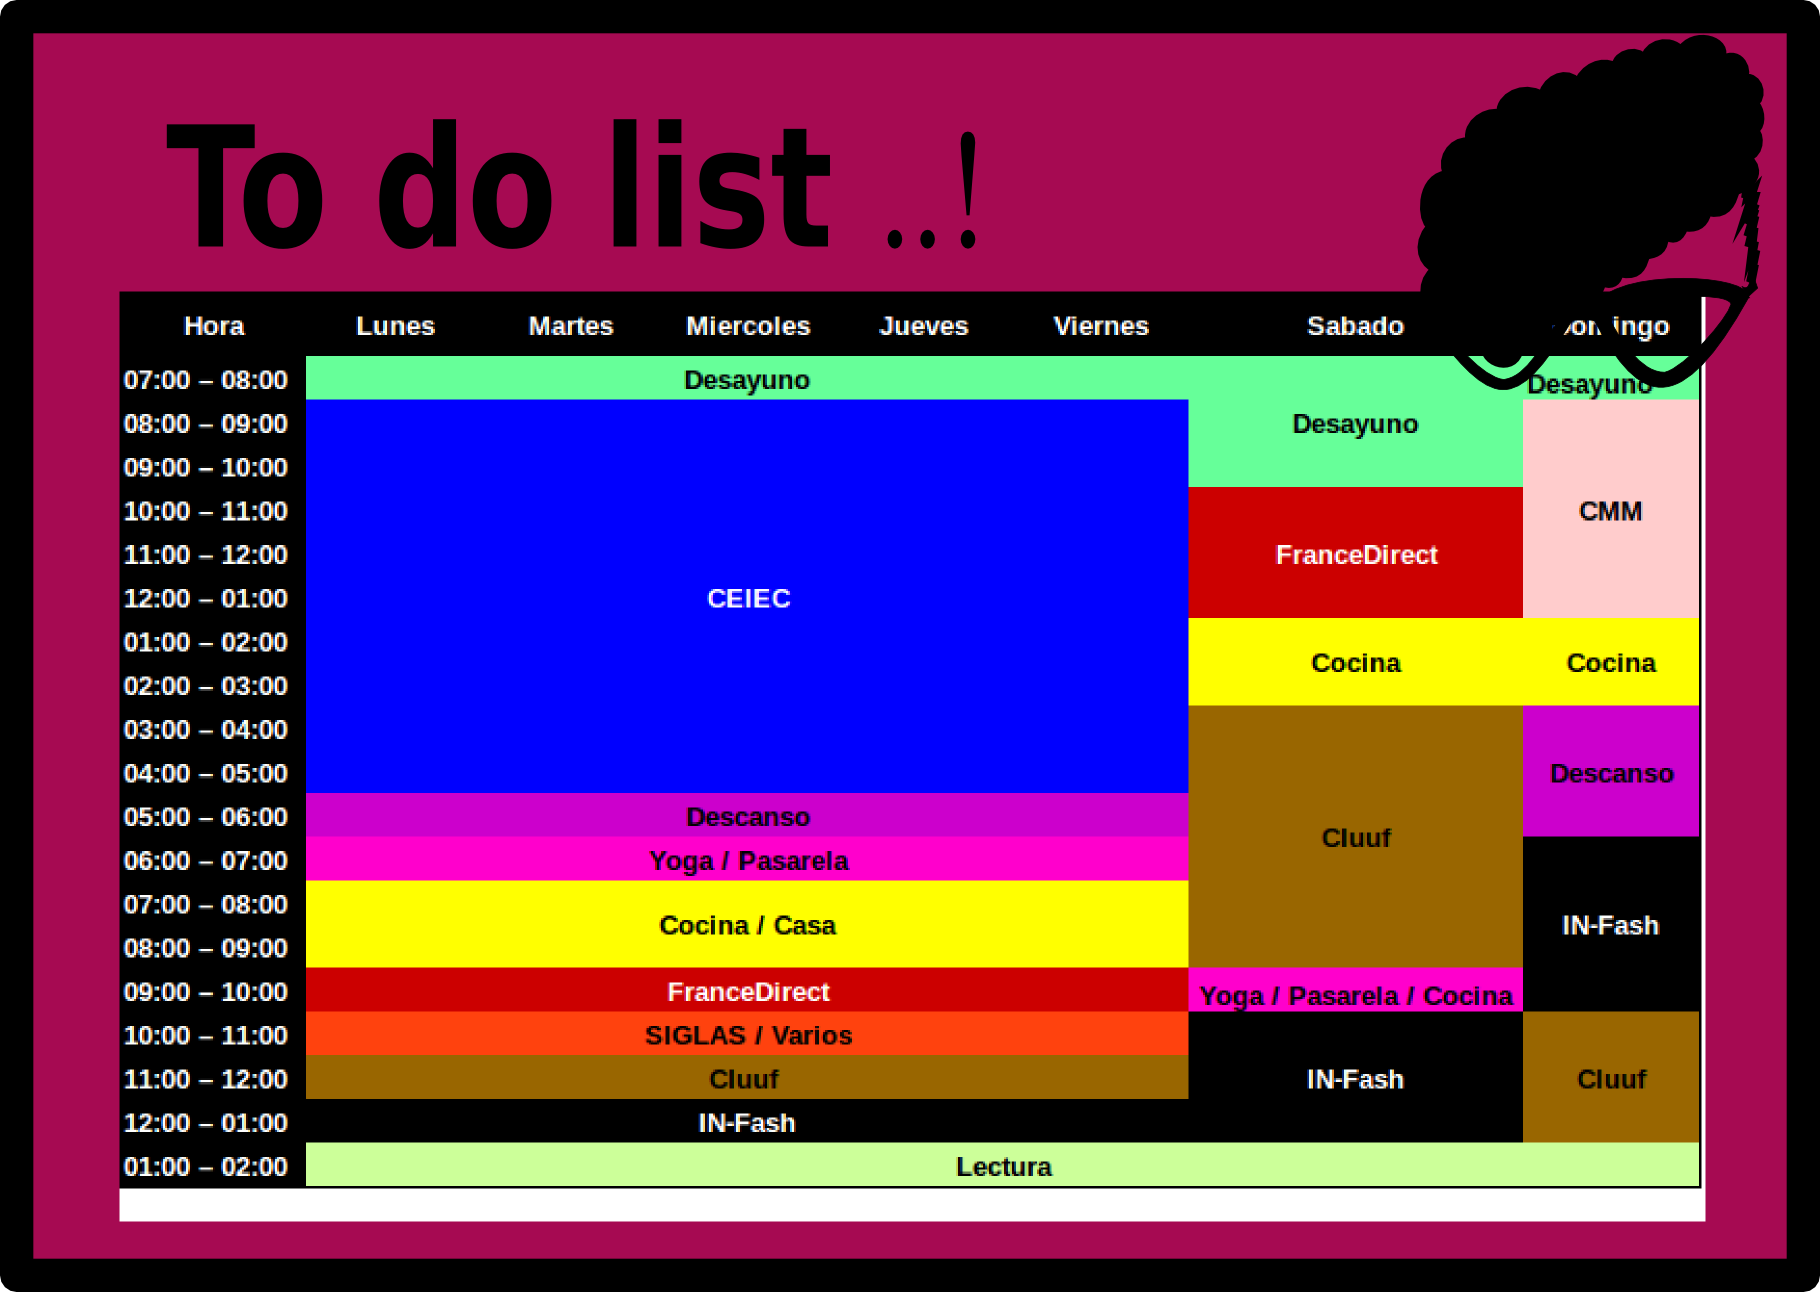 To do list ..!
Hora Lunes Martes Miercoles Jueves Viernes Sabado
07:00 – 08:00 Desayuno Desayuno
08:00 – 09:00 Desayuno
09:00 – 10:00
10:00 – 11:00 CMM
11:00 – 12:00 FranceDirect
12:00 – 01:00 CEIEC
01:00 – 02:00
Cocina Cocina
02:00 – 03:00
03:00 – 04:00
04:00 – 05:00 Descanso
05:00 – 06:00 Descanso
Cluuf
06:00 – 07:00 Yoga / Pasarela
07:00 – 08:00
Cocina / Casa IN-Fash
08:00 – 09:00
09:00 – 10:00 FranceDirect Yoga / Pasarela / Cocina
10:00 – 11:00 SIGLAS / Varios
11:00 – 12:00 Cluuf IN-Fash Cluuf
12:00 – 01:00 IN-Fash
01:00 – 02:00 Lectura